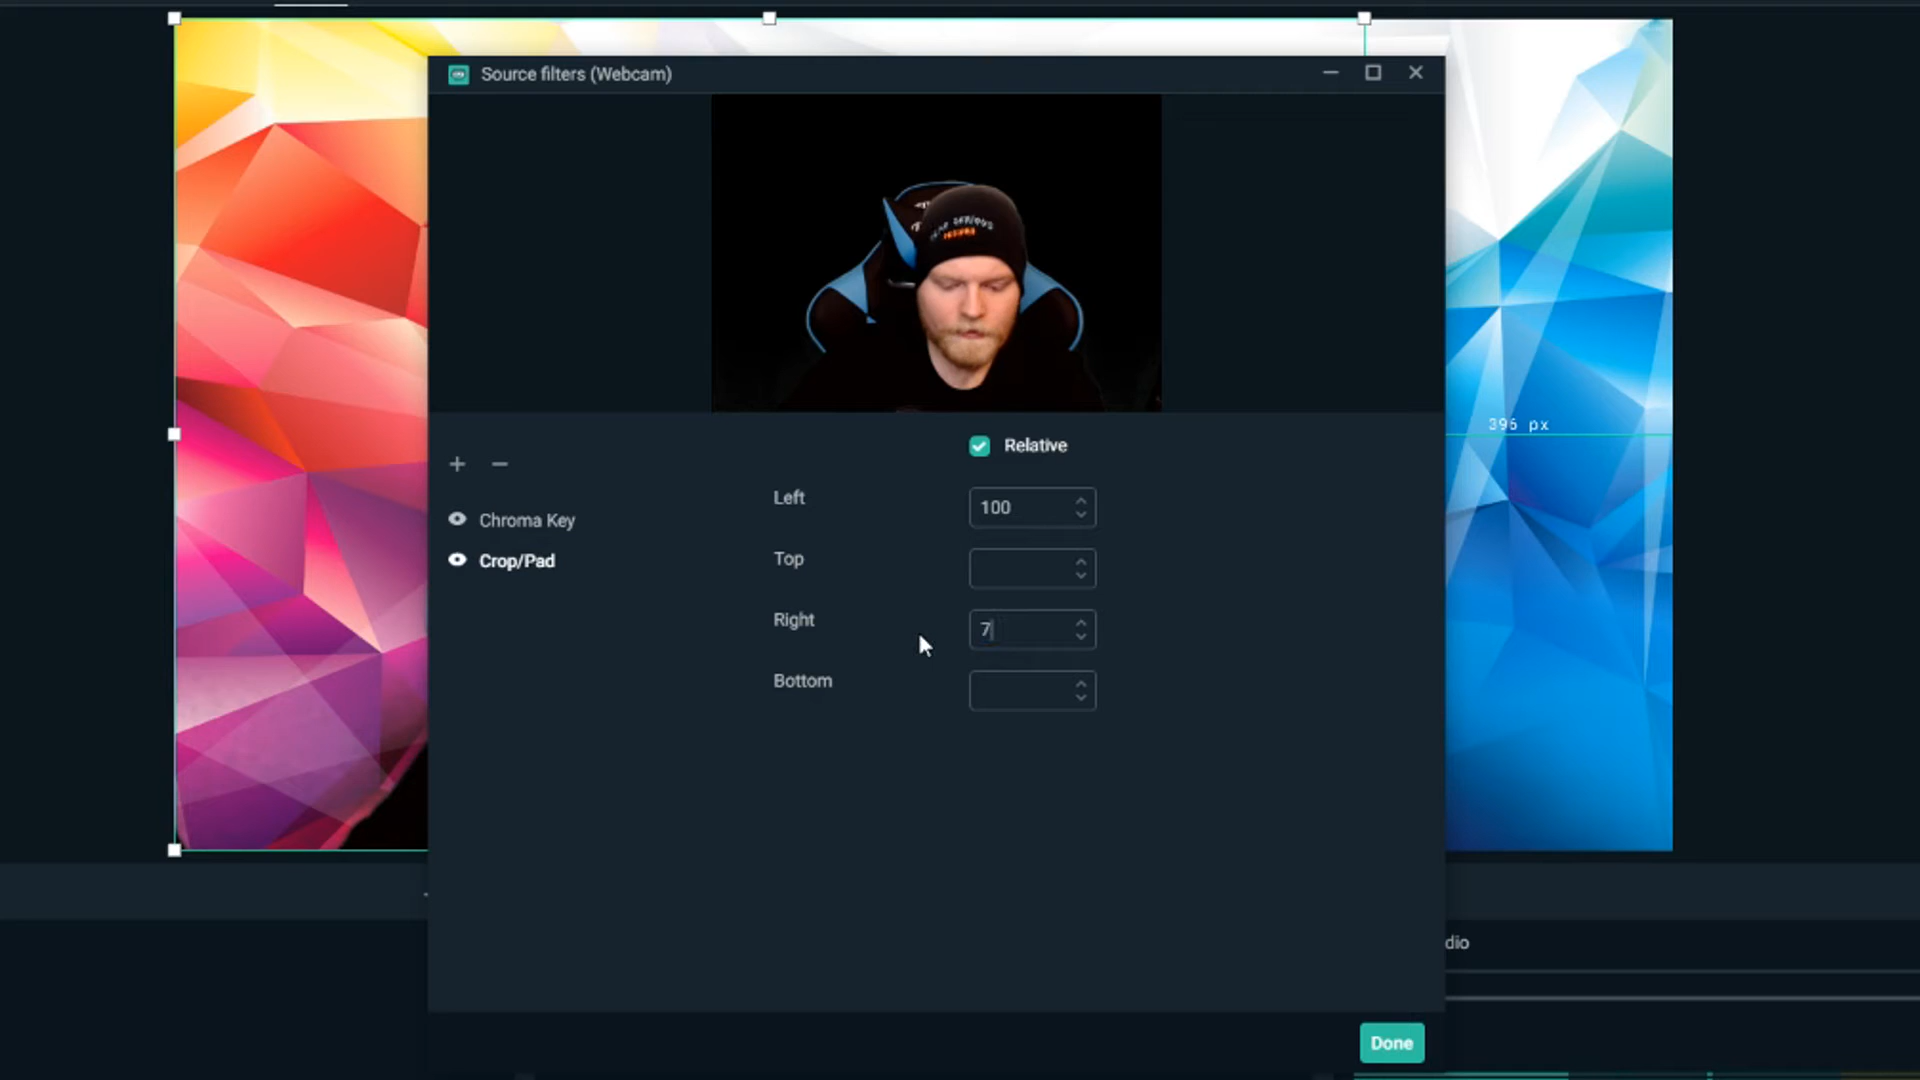 Source filters (Webcam)
396 px
Relative
Left
100
Chroma Key
Top
Crop/Pad
Right
7
Bottom
dio
Done